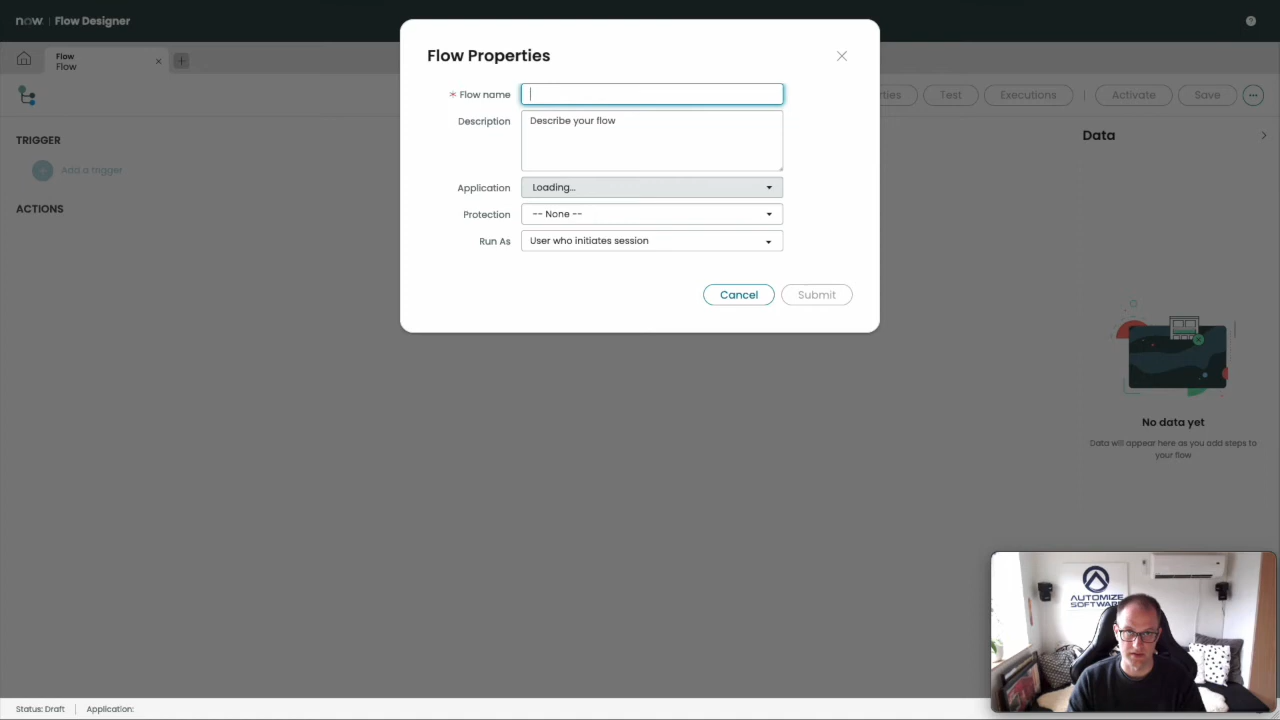 now | Flow Designer
Flow
Flow
Flow Properties
* Flow name
Description
Describe your flow
Application
Loading...
Protection
-- None --
Run As
User who initiates session
Cancel
Submit
Test
Executions
Activate
Save
TRIGGER
Add a trigger
ACTIONS
Data
No data yet
Data will appear here as you add steps to
your flow
AUTOMIZE
SOFTWARE
Status: Draft
Application: